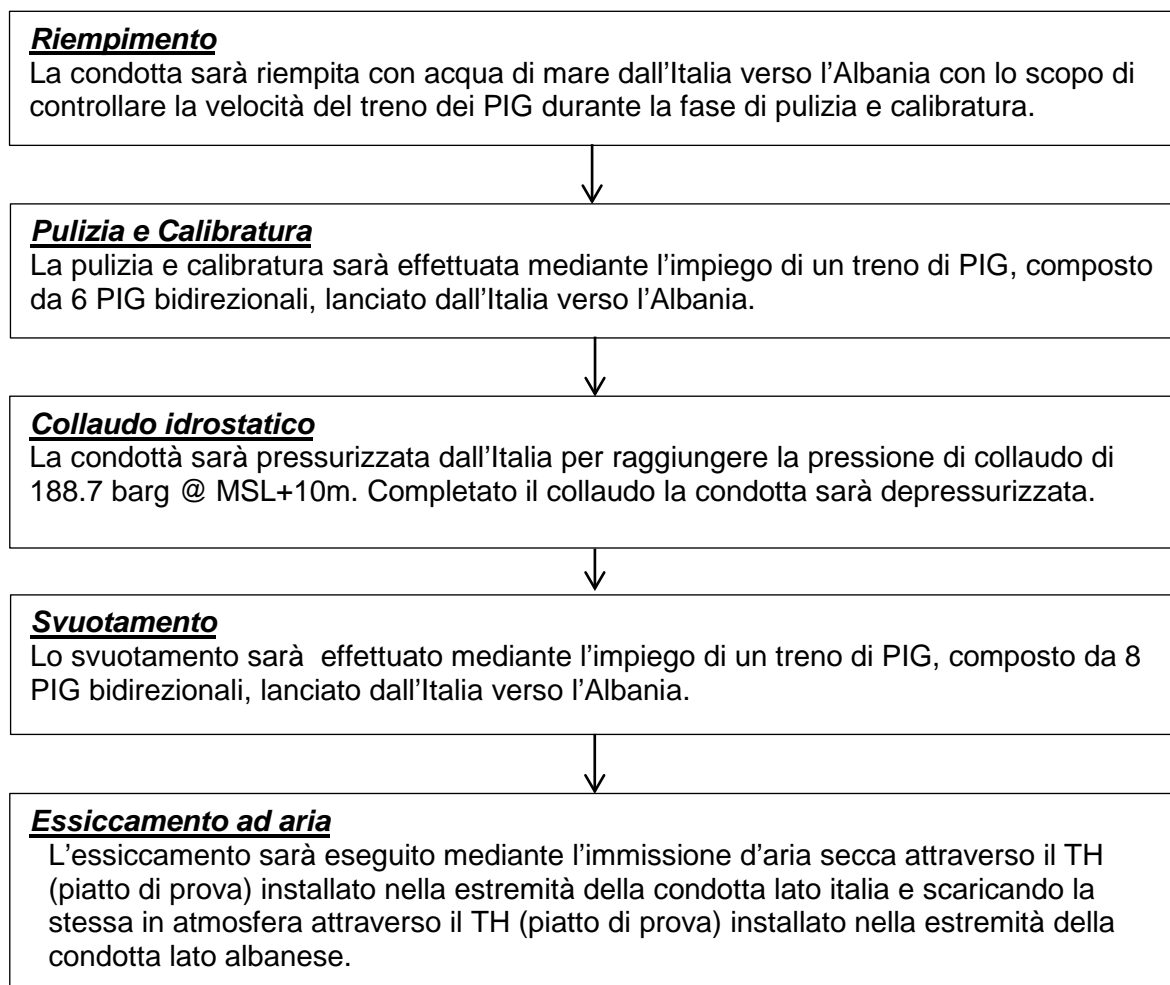 Riempimento
La condotta sarà riempita con acqua di mare dall’Italia verso l’Albania con lo scopo di
controllare la velocità del treno dei PIG durante la fase di pulizia e calibratura.
Pulizia e Calibratura
La pulizia e calibratura sarà effettuata mediante l’impiego di un treno di PIG, composto
da 6 PIG bidirezionali, lanciato dall’Italia verso l’Albania.
Collaudo idrostatico
La condottà sarà pressurizzata dall’Italia per raggiungere la pressione di collaudo di
188.7 barg @ MSL+10m. Completato il collaudo la condotta sarà depressurizzata.
Svuotamento
Lo svuotamento sarà  effettuato mediante l’impiego di un treno di PIG, composto da 8
PIG bidirezionali, lanciato dall’Italia verso l’Albania.
Essiccamento ad aria
L’essiccamento sarà eseguito mediante l’immissione d’aria secca attraverso il TH
(piatto di prova) installato nella estremità della condotta lato italia e scaricando la
stessa in atmosfera attraverso il TH (piatto di prova) installato nella estremità della
condotta lato albanese.